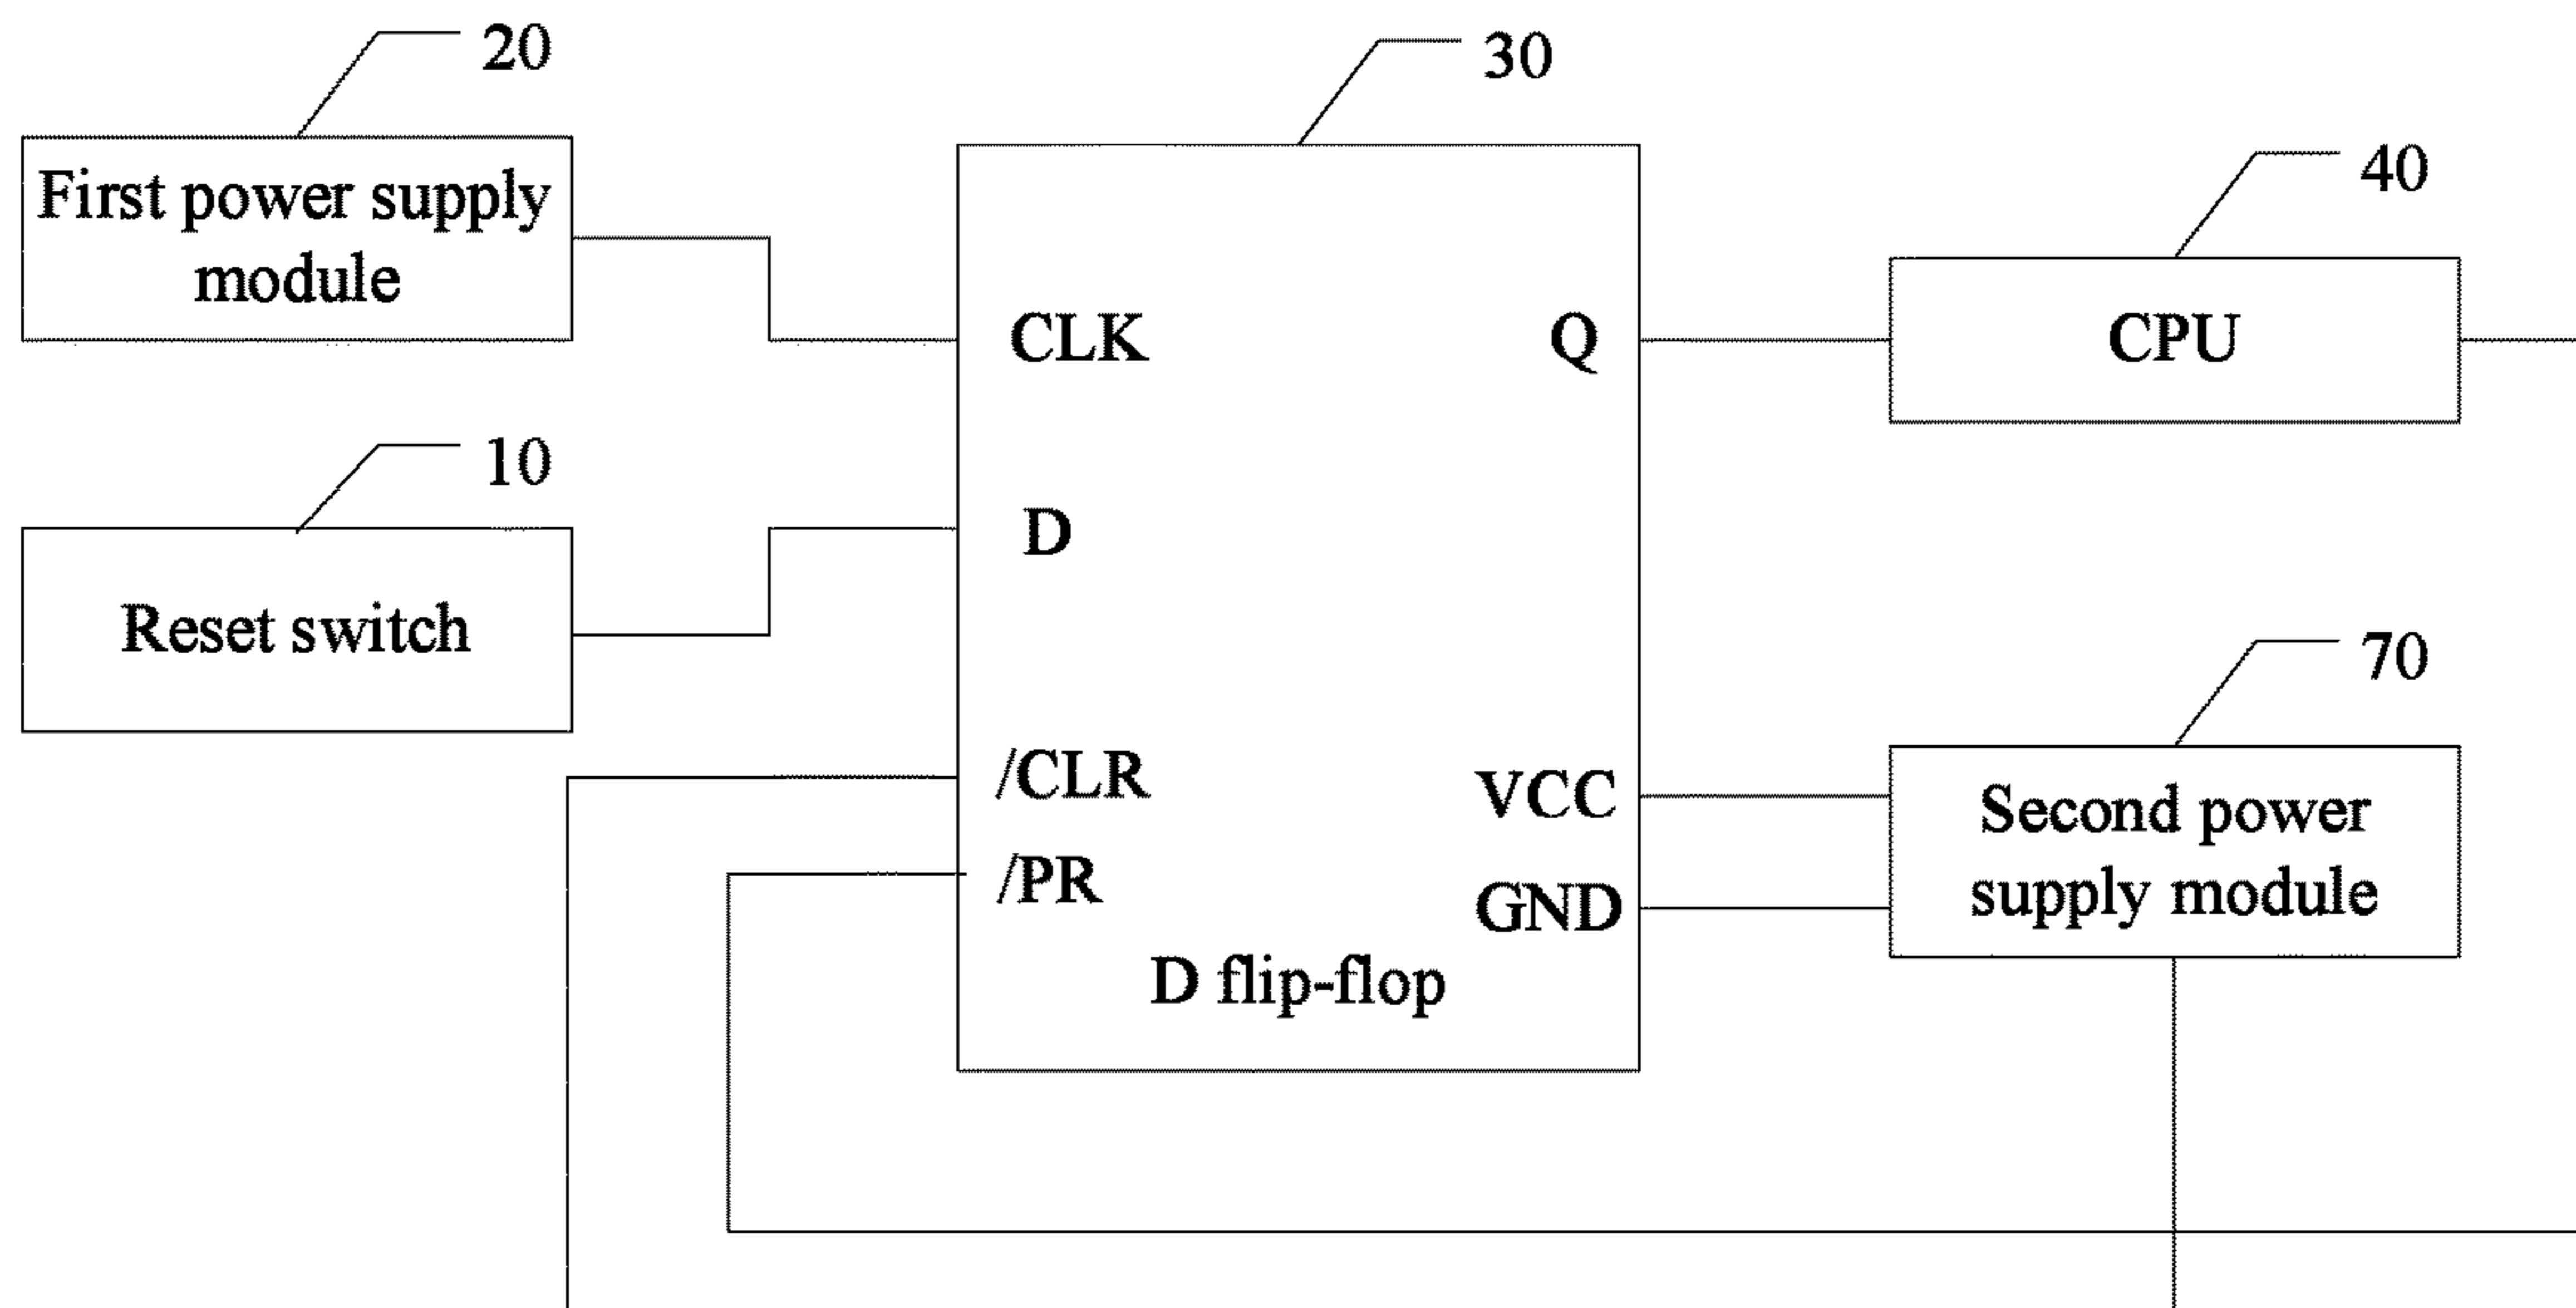 20
First power supply
module
10
Reset switch
30
CLK
Q
D
/CLR
/PR
VCC
GND
D flip-flop
40
CPU
70
Second power
supply module